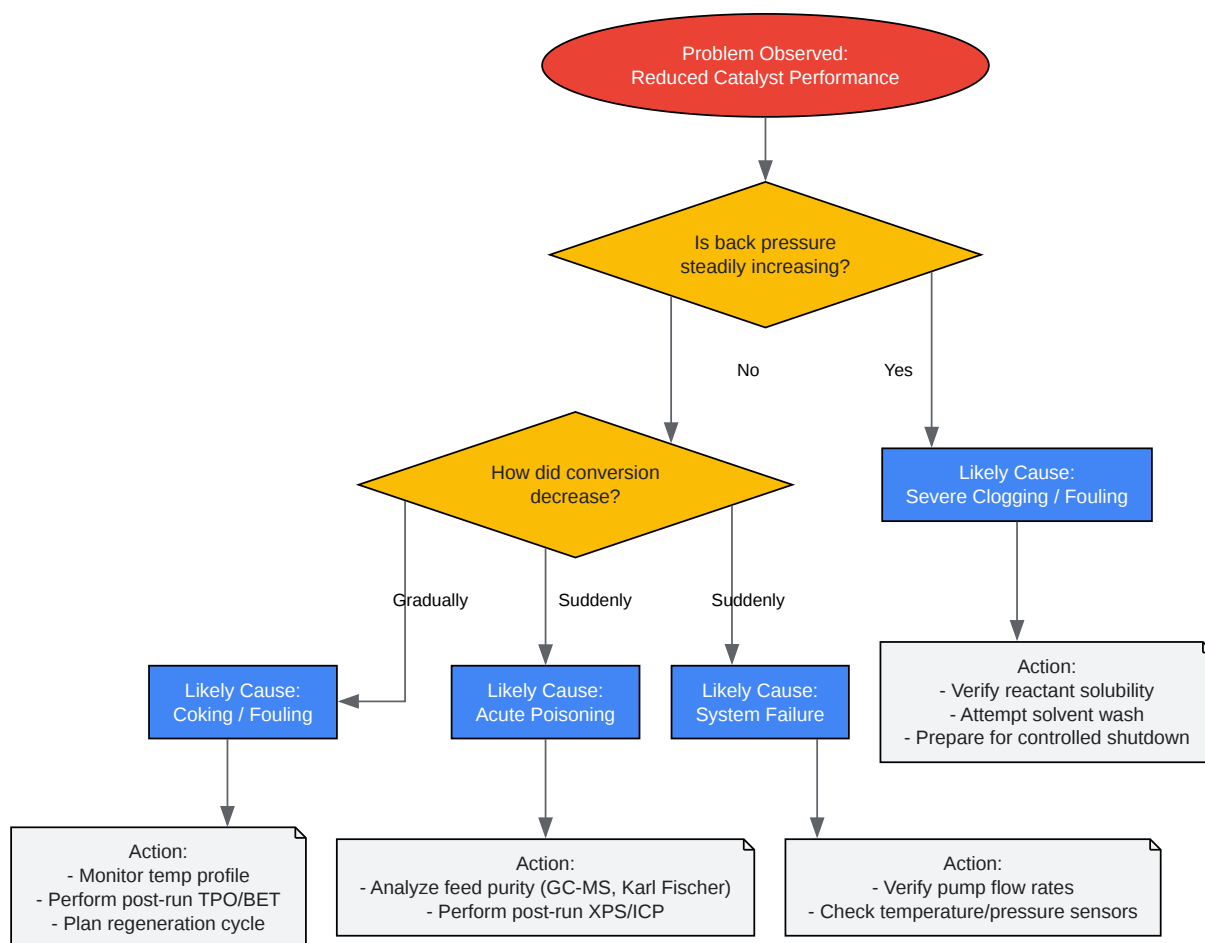 Problem Observed:
Reduced Catalyst Performance
Is back pressure
steadily increasing?
No
Yes
How did conversion
decrease?
Likely Cause:
Severe Clogging / Fouling
Gradually
Suddenly
Suddenly
Likely Cause:
Coking / Fouling
Likely Cause:
Acute Poisoning
Likely Cause:
System Failure
Action:
- Verify reactant solubility
- Attempt solvent wash
- Prepare for controlled shutdown
Action:
- Monitor temp profile
- Perform post-run TPO/BET
- Plan regeneration cycle
Action:
- Analyze feed purity (GC-MS, Karl Fischer)
- Perform post-run XPS/ICP
Action:
- Verify pump flow rates
- Check temperature/pressure sensors